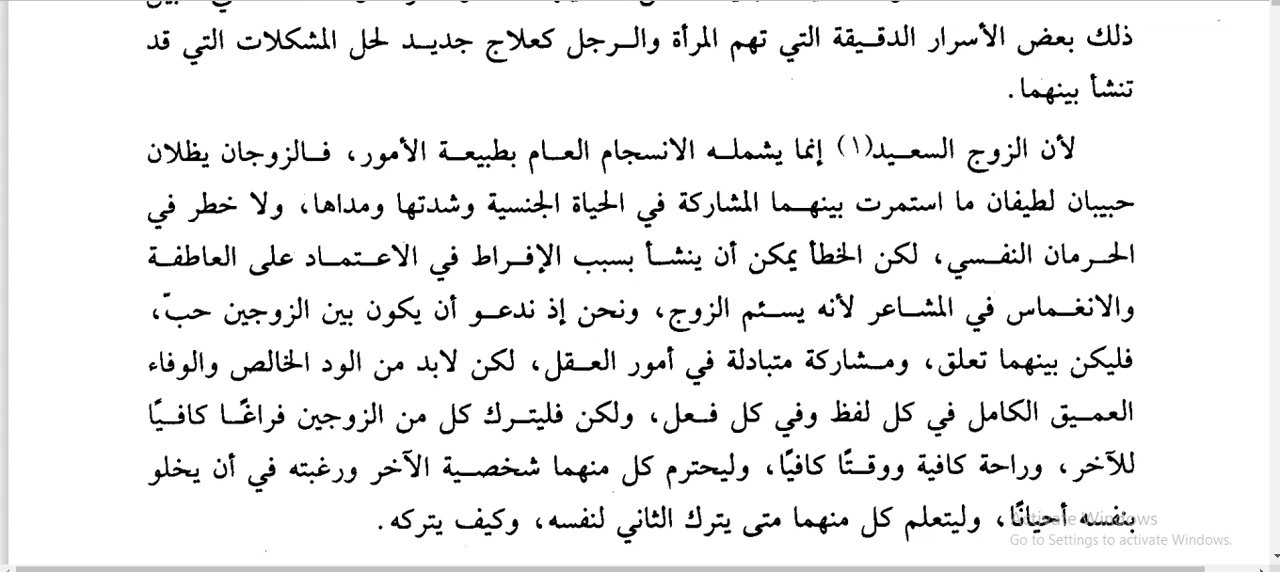 ذلك بعض الأسرار الدقيقة التي تهم المرأة والرجل كعلاج جديد لحل المشكلات التي قد
تنشأ بينهما.
لأن الزوج السعيد(١) إنما يشمله الانسجام العام بطبيعة الأمور، فالزوجان يظلان
حبيبان لطيفان ما استمرت بينهما المشاركة في الحياة الجنسية وشدتها ومداها، ولا خطر في
الحرمان النفسي، لكن الخطأ يمكن أن ينشأ بسبب الإفراط في الاعتماد على العاطفة
والانغماس في المشاعر لأنه يسئم الزوج، ونحن إذ ندعو أن يكون بين الزوجين حبّ،
فليكن بينهما تعلق، ومشاركة متبادلة في أمور العقل، لكن لابد من الود الخالص والوفاء
العميق الكامل في كل لفظ وفي كل فعل، ولكن فليترك كل من الزوجين فراغًا كافيًا
للآخر، وراحة كافية ووقتًا كافيًا، وليحترم كل منهما شخصية الآخر ورغبته في أن يخلو
بنفسه أحيانًا، وليتعلم كل منهما متى يترك الثاني لنفسه، وكيف يتركه.
Activate Windows
Go to Settings to activate Windows.